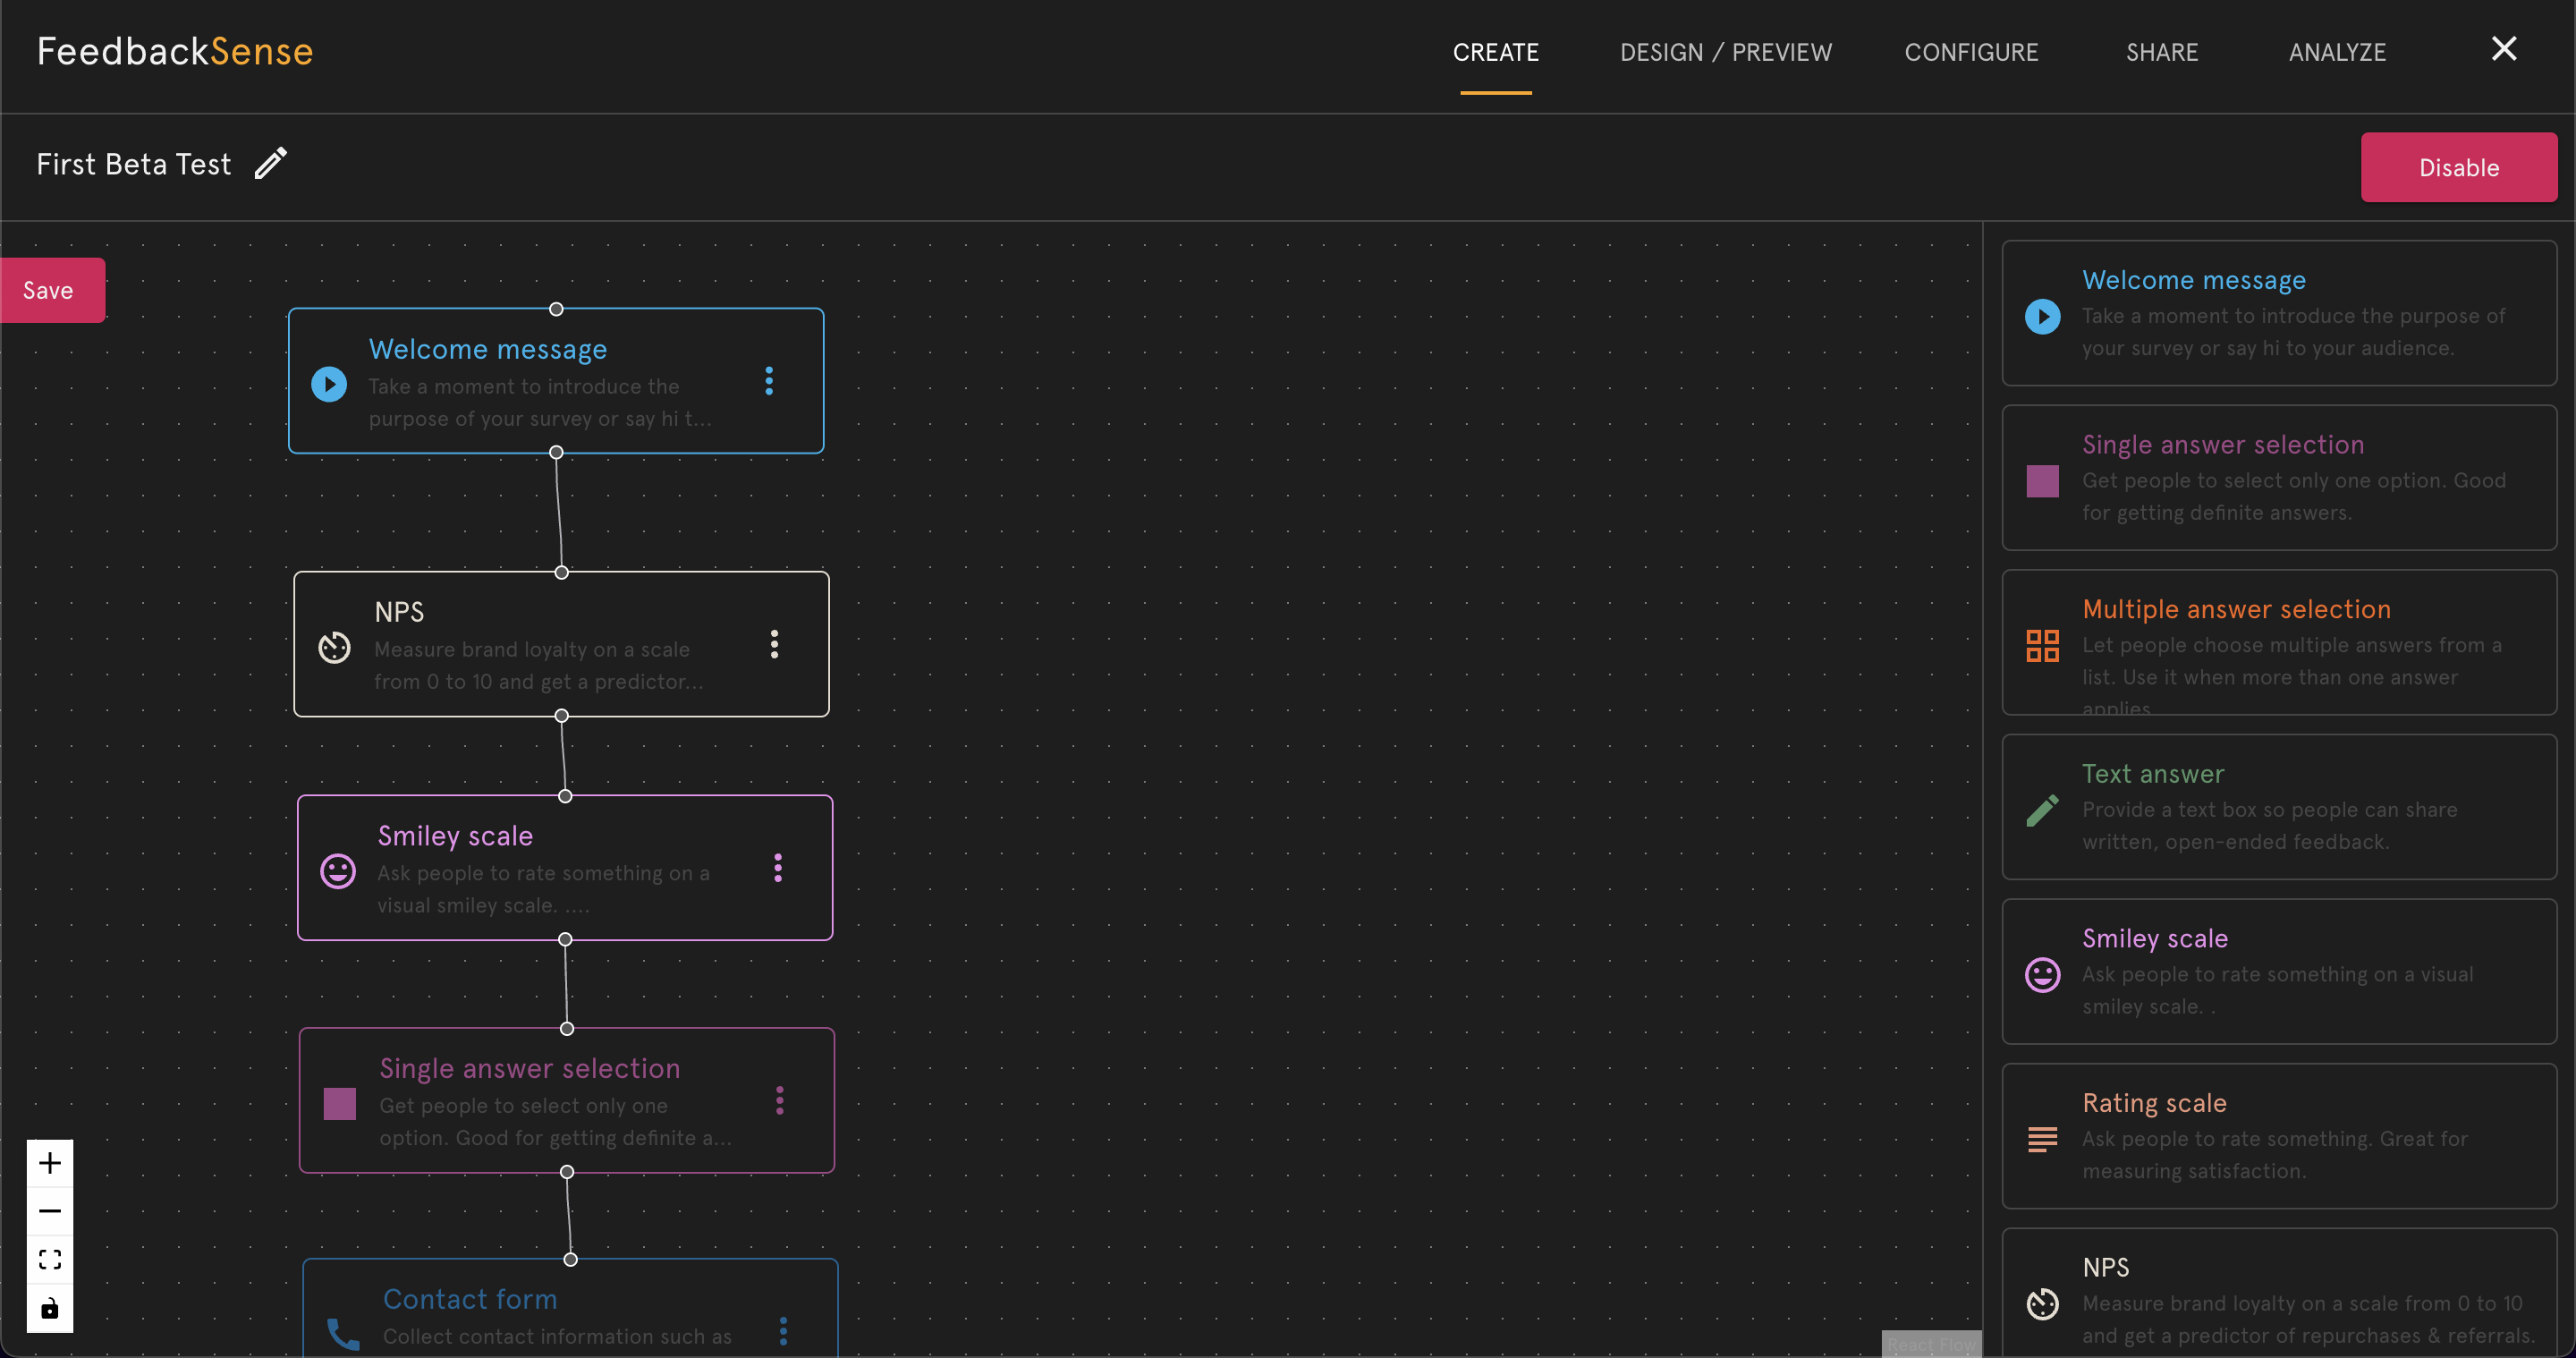 FeedbackSense
CREATE
DESIGN / PREVIEW
CONFIGURE
SHARE
ANALYZE
First Beta Test
Disable
Save
Welcome message
Take a moment to introduce the
purpose of your survey or say hi t...
NPS
Measure brand loyalty on a scale
from 0 to 10 and get a predictor...
Smiley scale
Ask people to rate something on a
visual smiley scale. ....
Single answer selection
Get people to select only one
option. Good for getting definite a...
Contact form
Collect contact information such as
React Flow
Welcome message
Take a moment to introduce the purpose of
your survey or say hi to your audience.
Single answer selection
Get people to select only one option. Good
for getting definite answers.
Multiple answer selection
Let people choose multiple answers from a
list. Use it when more than one answer
applies
Text answer
Provide a text box so people can share
written, open-ended feedback.
Smiley scale
Ask people to rate something on a visual
smiley scale. .
Rating scale
Ask people to rate something. Great for
measuring satisfaction.
NPS
Measure brand loyalty on a scale from 0 to 10
and get a predictor of repurchases & referrals.